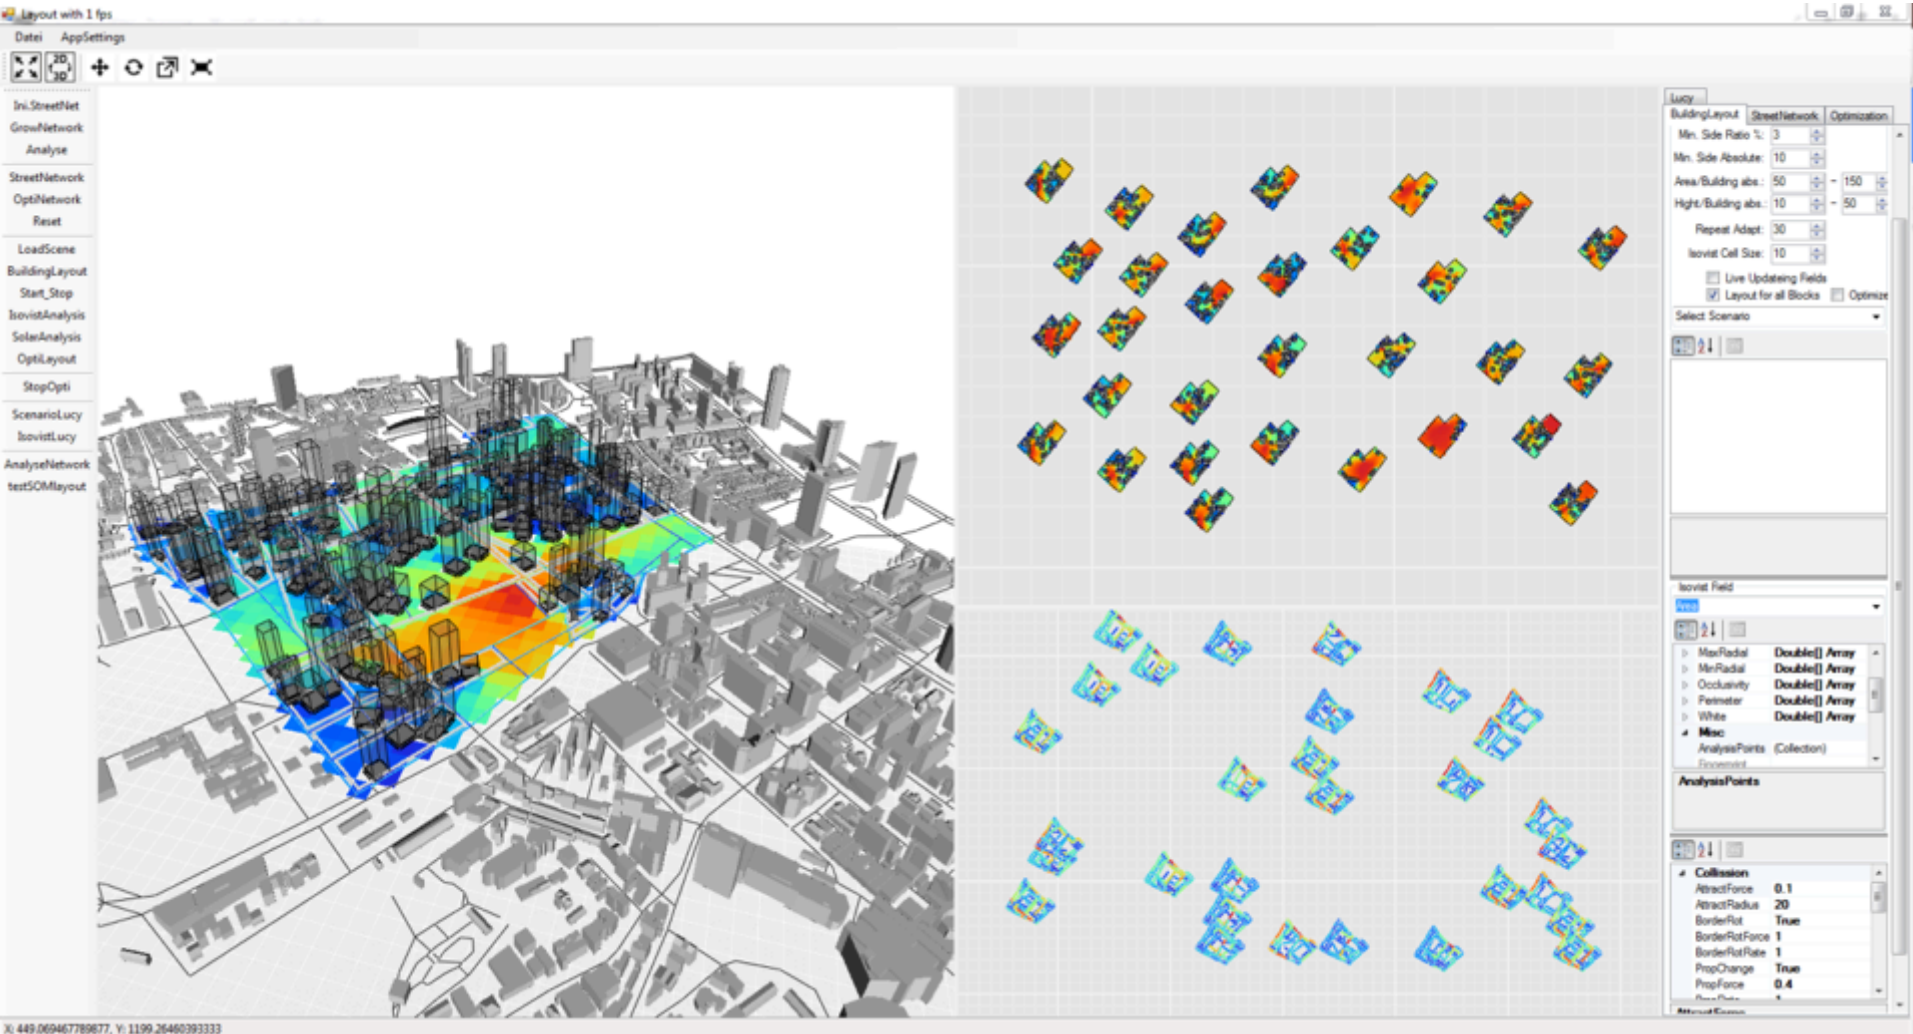 Layout with 1 fps
Datei AppSettings
2D
3D
Ini.StreetNet
GrowNetwork
Analyse
StreetNetwork
OptiNetwork
Reset
LoadScene
BuildingLayout
Start_Stop
IsovistAnalysis
SolarAnalysis
OptiLayout
StopOpti
ScenarioLucy
IsovistLucy
AnalyseNetwork
testSOMlayout
Lucy
BuildingLayout StreetNetwork Optimization
Min. Side Ratio %: 3
Min. Side Absolute: 10
Area/Building abs.: 50 - 150
Hight/Building abs.: 10 - 50
Repeat Adapt: 30
Isovist Cell Size: 10
Live Updateing Fields
Layout for all Blocks Optimize
Select Scenario
Isovist Field
Area
MaxRadial Double[] Array
MinRadial Double[] Array
Occlusivity Double[] Array
Perimeter Double[] Array
White Double[] Array
Misc
AnalysisPoints (Collection)
AnalysisPoints
Collission
AttractForce 0.1
AttractRadius 20
BorderRot True
BorderRotForce 1
BorderRotRate 1
PropChange True
PropForce 0.4
X: 449.069467789877, Y: 1199.26460393333